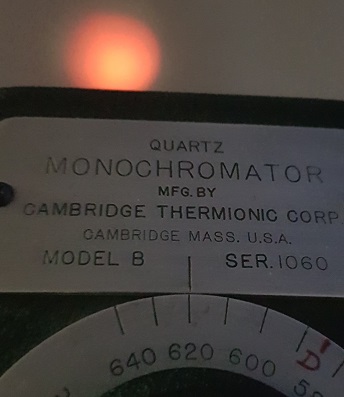 QUARTZ
MONOCHROMATOR
MFG. BY
CAMBRIDGE THERMIONIC CORP
CAMBRIDGE MASS. U.S.A.
MODEL B SER. 1060
640 620 600
D